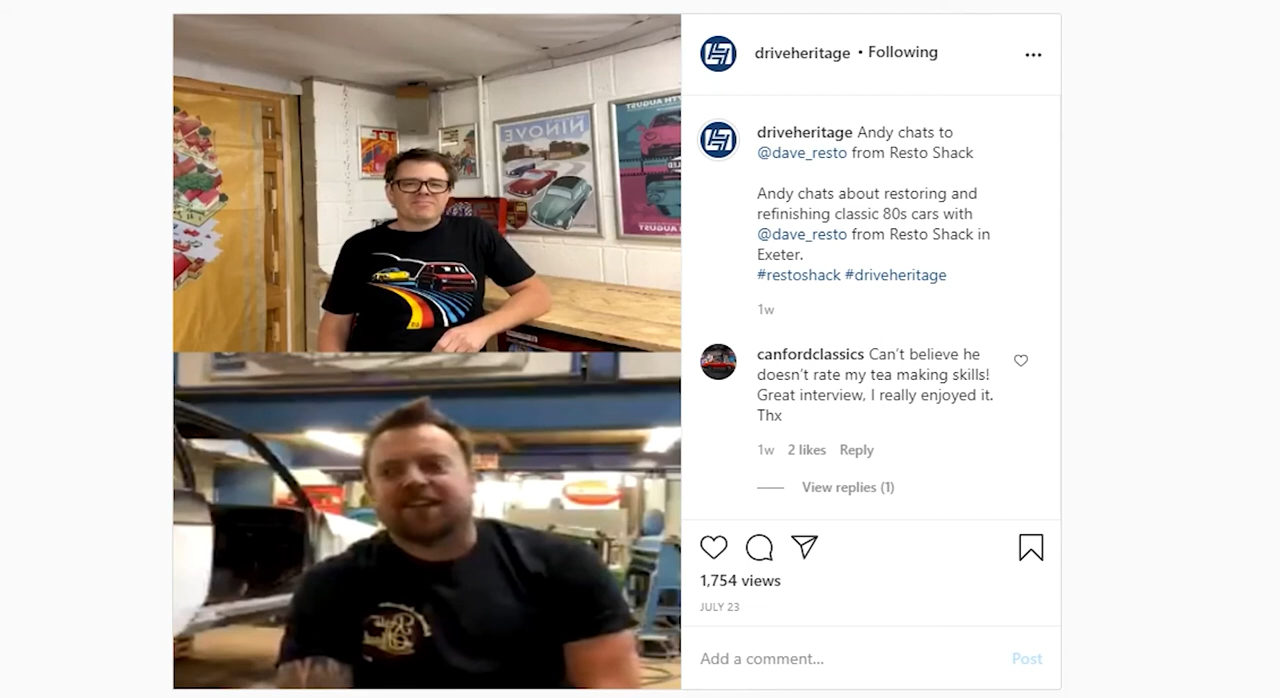 driveheritage • Following
driveheritage Andy chats to
@dave_resto from Resto Shack
Andy chats about restoring and
refinishing classic 80s cars with
@dave_resto from Resto Shack in
Exeter.
#restoshack #driveheritage
1w
canfordclassics Can't believe he
doesn't rate my tea making skills!
Great interview, I really enjoyed it.
Thx
1w 2 likes Reply
View replies (1)
1,754 views
JULY 23
Add a comment... Post
NINOVE
TH AUGUST